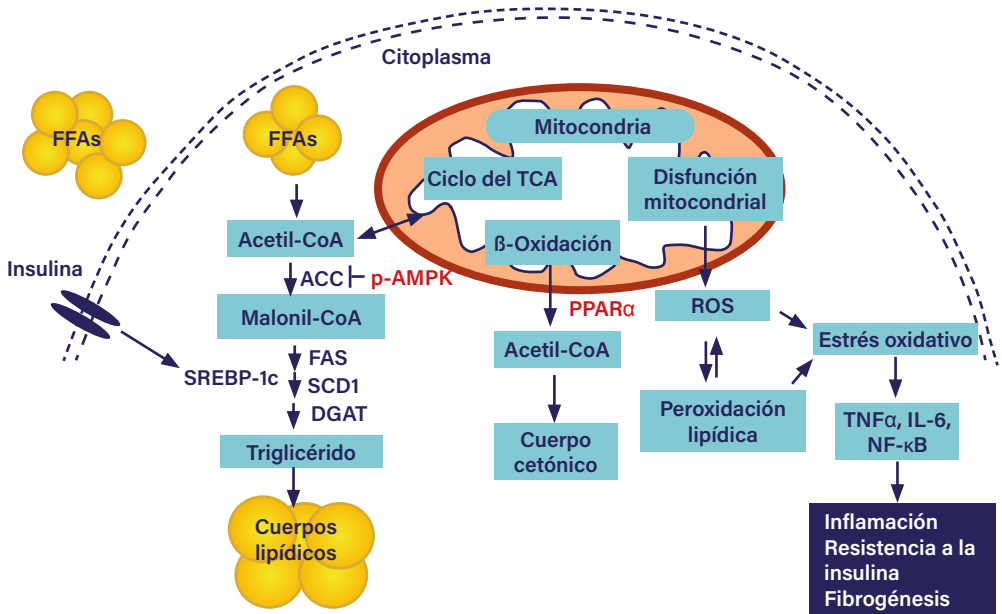 Citoplasma
FFAs
FFAs
Mitocondria
Ciclo del TCA
Disfunción
mitocondrial
Acetil-CoA
ß-Oxidación
Insulina
ACC
p-AMPK
PPARα
ROS
Malonil-CoA
Estrés oxidativo
Acetil-CoA
FAS
SREBP-1c
SCD1
DGAT
Peroxidación
lipídica
TNFα, IL-6,
NF-κB
Triglicérido
Cuerpo
cetónico
Cuerpos
lipídicos
Inflamación
Resistencia a la
insulina
Fibrogénesis